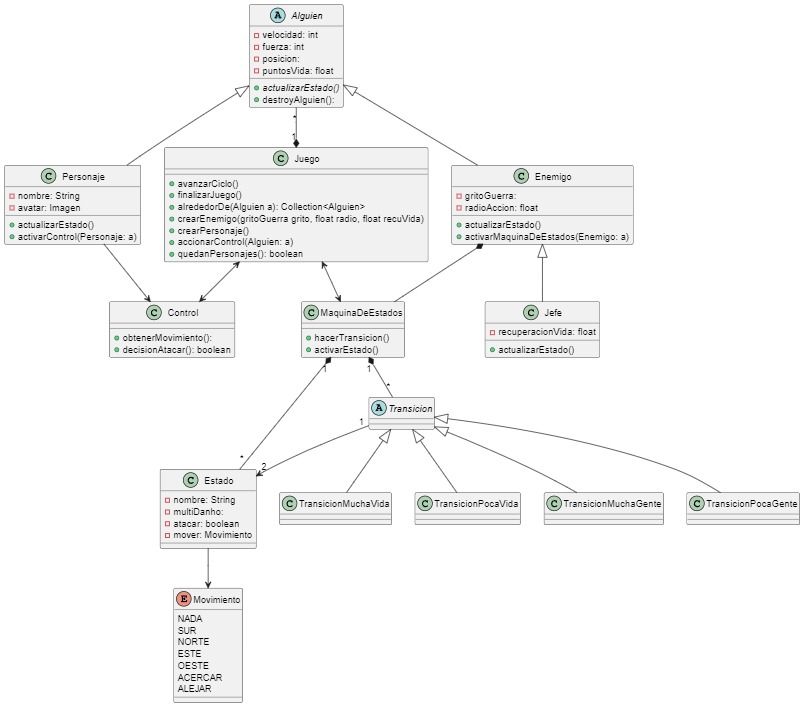 A Alguien
velocidad: int
fuerza: int
posicion:
puntosVida: float
actualizarEstado()
destroyAlguien():
*
1
C Personaje
nombre: String
avatar: Imagen
actualizarEstado()
activarControl(Personaje: a)
C Juego
avanzarCiclo()
finalizarJuego()
alrededorDe(Alguien a): Collection<Alguien>
crearEnemigo(gritoGuerra grito, float radio, float recuVida)
crearPersonaje()
accionarControl(Alguien: a)
quedanPersonajes(): boolean
C Enemigo
gritoGuerra:
radioAccion: float
actualizarEstado()
activarMaquinaDeEstados(Enemigo: a)
C Control
obtenerMovimiento():
decisionAtacar(): boolean
C MaquinaDeEstados
hacerTransicion()
activarEstado()
C Jefe
recuperacionVida: float
actualizarEstado()
1
1
*
A Transicion
1
*
2
C Estado
nombre: String
multiDanho:
atacar: boolean
mover: Movimiento
C TransicionMuchaVida
C TransicionPocaVida
C TransicionMuchaGente
C TransicionPocaGente
E Movimiento
NADA
SUR
NORTE
ESTE
OESTE
ACERCAR
ALEJAR